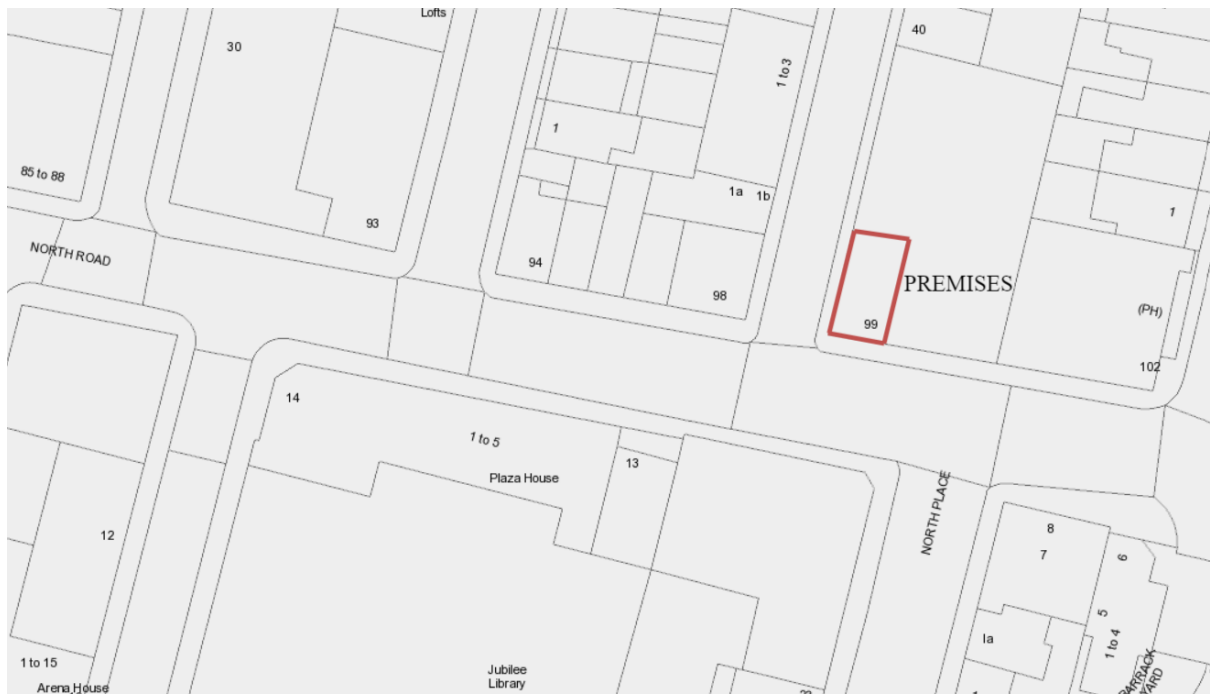 Lofts
30
40
1 to 3
1
85 to 88
1a
1b
1
93
NORTH ROAD
94
98
PREMISES
99
(PH)
102
14
1 to 5
13
Plaza House
NORTH PLACE
8
7
6
12
5
1 to 4
1a
1 to 15
Arena House
Jubilee
Library
BARRACK
YARD